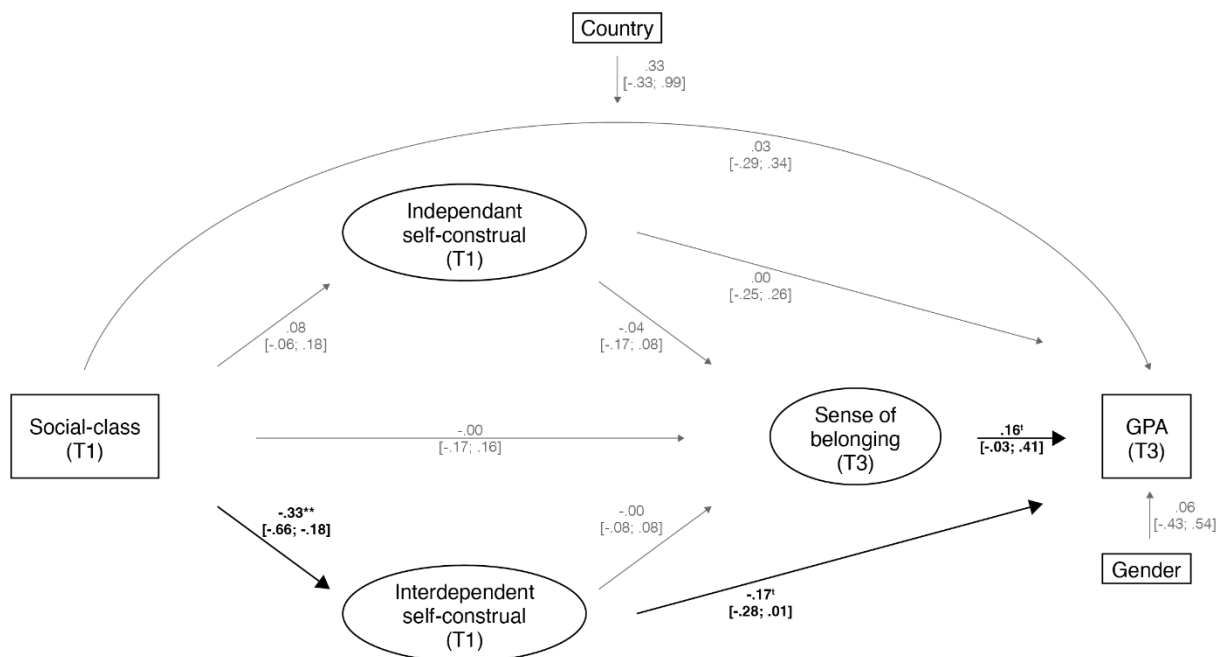 Country
.33
[-.33; .99]
.03
[-.29; .34]
Independant
self-construal
(T1)
.00
[-.25; .26]
.08
[-.06; .18]
-.04
[-.17; .08]
Social-class
(T1)
-.00
[-.17; .16]
Sense of
belonging
(T3)
.16ᵗ
[-.03; .41]
GPA
(T3)
-.33**
[-.66; -.18]
-.00
[-.08; .08]
.06
[-.43; .54]
Gender
Interdependent
self-construal
(T1)
-.17ᵗ
[-.28; .01]